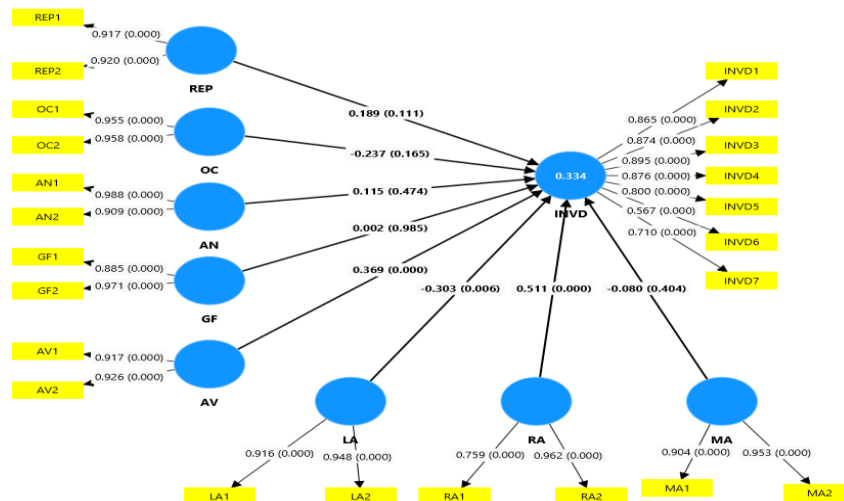 REP1
0.917 (0.000)
0.920 (0.000)
REP2
REP
OC1
0.955 (0.000)
0.958 (0.000)
OC2
OC
AN1
0.988 (0.000)
0.909 (0.000)
AN2
AN
GF1
0.885 (0.000)
0.971 (0.000)
GF2
GF
AV1
0.917 (0.000)
0.926 (0.000)
AV2
AV
0.189 (0.111)
-0.237 (0.165)
0.115 (0.474)
0.002 (0.985)
0.369 (0.000)
-0.303 (0.006)
0.511 (0.000)
-0.080 (0.404)
0.334
INVD
0.865 (0.000)
0.874 (0.000)
0.895 (0.000)
0.876 (0.000)
0.800 (0.000)
0.567 (0.000)
0.710 (0.000)
INVD1
INVD2
INVD3
INVD4
INVD5
INVD6
INVD7
LA
0.916 (0.000)
0.948 (0.000)
LA1
LA2
RA
0.759 (0.000)
0.962 (0.000)
RA1
RA2
MA
0.904 (0.000)
0.953 (0.000)
MA1
MA2